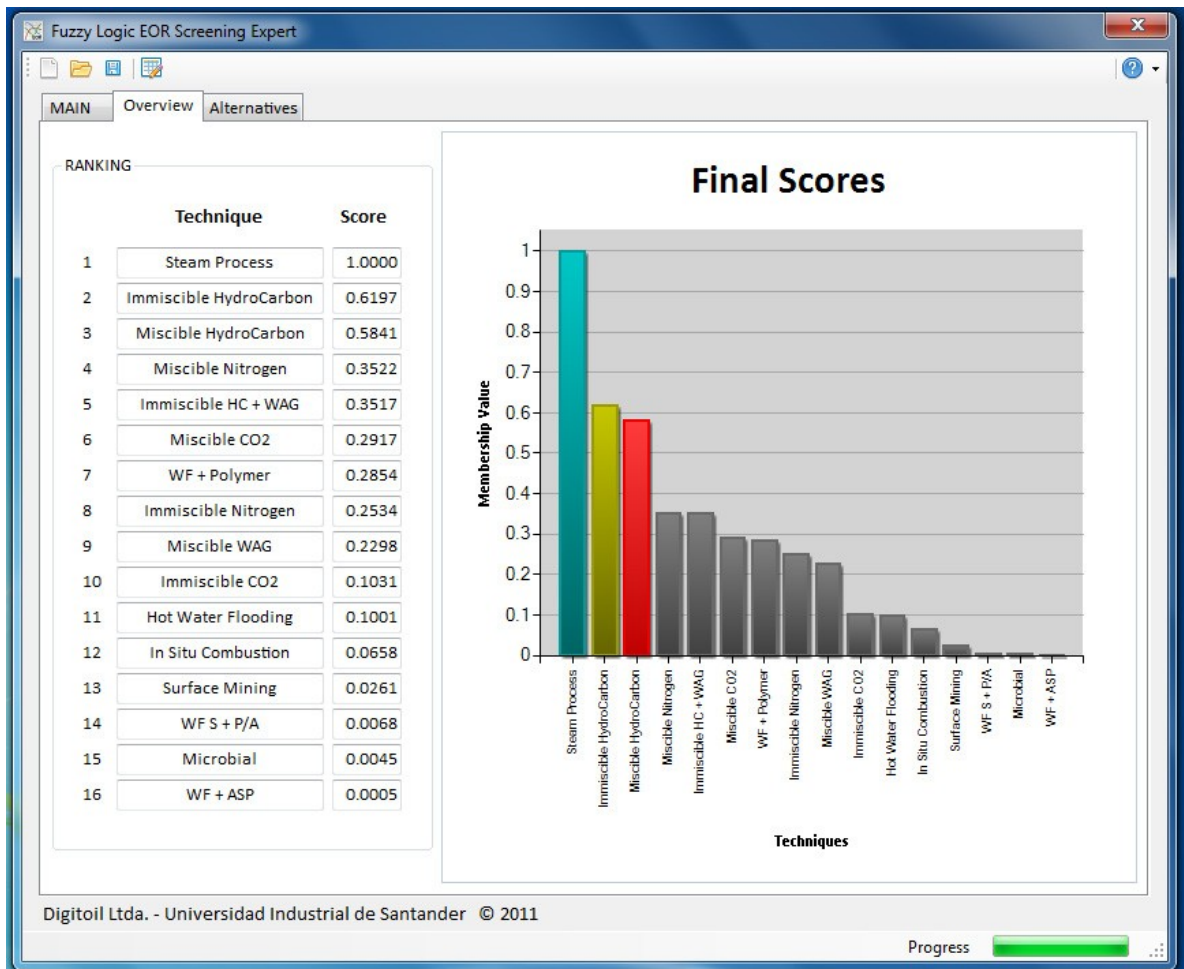 Fuzzy Logic EOR Screening Expert
MAIN Overview Alternatives
RANKING
Technique Score
1 Steam Process 1.0000
2 Immiscible HydroCarbon 0.6197
3 Miscible HydroCarbon 0.5841
4 Miscible Nitrogen 0.3522
5 Immiscible HC + WAG 0.3517
6 Miscible CO2 0.2917
7 WF + Polymer 0.2854
8 Immiscible Nitrogen 0.2534
9 Miscible WAG 0.2298
10 Immiscible CO2 0.1031
11 Hot Water Flooding 0.1001
12 In Situ Combustion 0.0658
13 Surface Mining 0.0261
14 WF S + P/A 0.0068
15 Microbial 0.0045
16 WF + ASP 0.0005
Final Scores
Membership Value
1
0.9
0.8
0.7
0.6
0.5
0.4
0.3
0.2
0.1
0
Steam Process
Immiscible HydroCarbon
Miscible HydroCarbon
Miscible Nitrogen
Immiscible HC + WAG
Miscible CO2
WF + Polymer
Immiscible Nitrogen
Miscible WAG
Immiscible CO2
Hot Water Flooding
In Situ Combustion
Surface Mining
WF S + P/A
Microbial
WF + ASP
Techniques
Digitoil Ltda. - Universidad Industrial de Santander © 2011
Progress